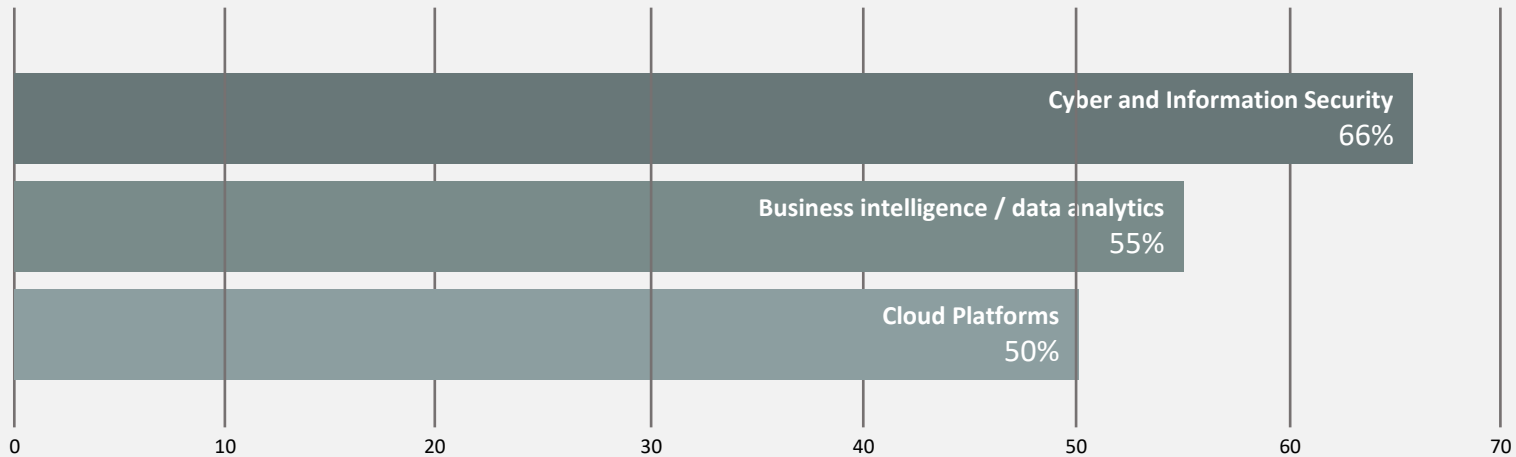 Cyber and Information Security
66%
Business intelligence / data analytics
55%
Cloud Platforms
50%
0 10 20 30 40 50 60 70